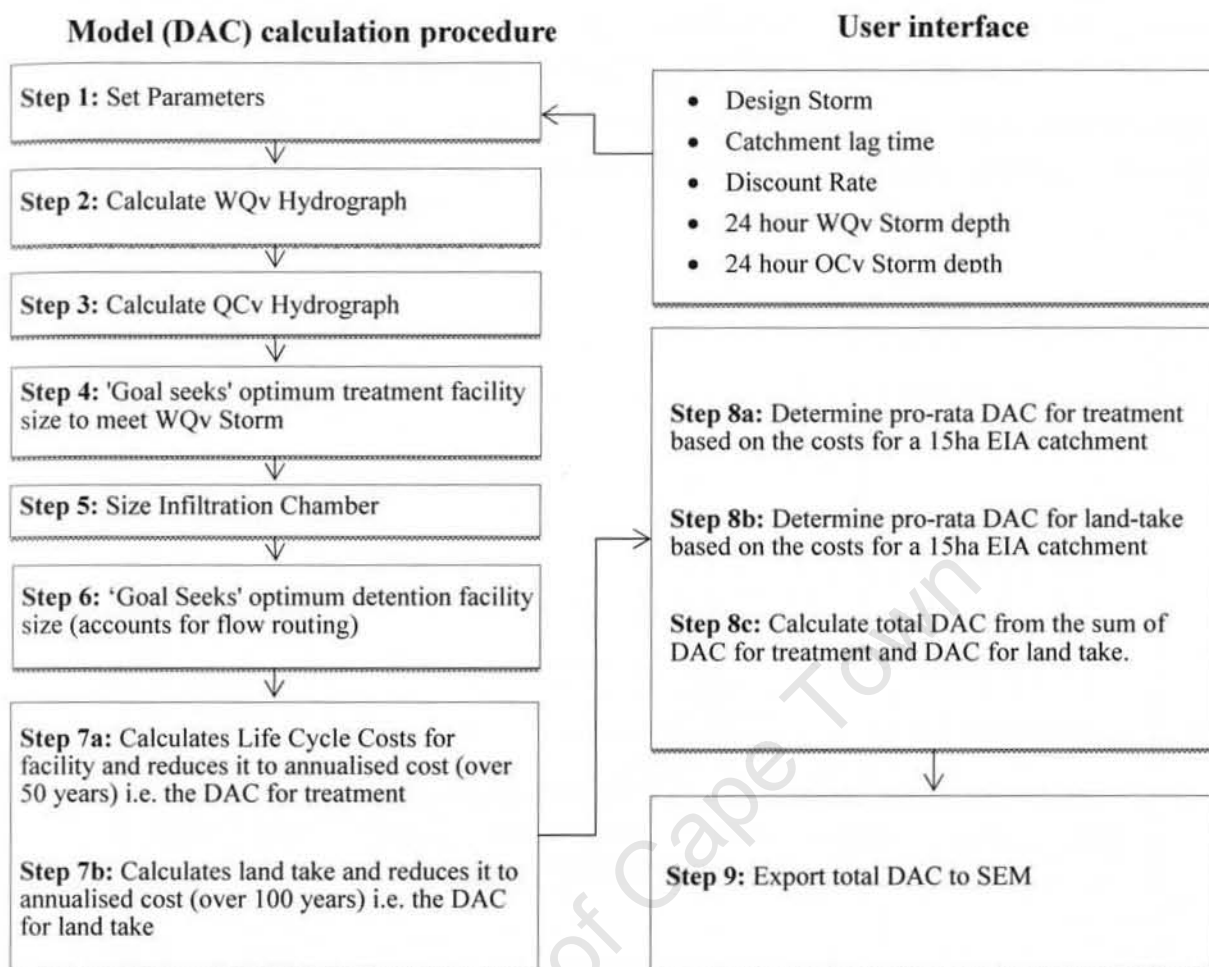 Model (DAC) calculation procedure
Step 1: Set Parameters
Step 2: Calculate WQv Hydrograph
Step 3: Calculate QCv Hydrograph
Step 4: 'Goal seeks' optimum treatment facility
size to meet WQv Storm
Step 5: Size Infiltration Chamber
Step 6: ‘Goal Seeks' optimum detention facility
size (accounts for flow routing)
Step 7a: Calculates Life Cycle Costs for
facility and reduces it to annualised cost (over
50 years) i.e. the DAC for treatment
Step 7b: Calculates land take and reduces it to
annualised cost (over 100 years) i.e. the DAC
for land take
User interface
• Design Storm
• Catchment lag time
• Discount Rate
• 24 hour WQv Storm depth
• 24 hour OCv Storm depth
Step 8a: Determine pro-rata DAC for treatment
based on the costs for a 15ha EIA catchment
Step 8b: Determine pro-rata DAC for land-take
based on the costs for a 15ha EIA catchment
Step 8c: Calculate total DAC from the sum of
DAC for treatment and DAC for land take.
Step 9: Export total DAC to SEM
of Cape Town